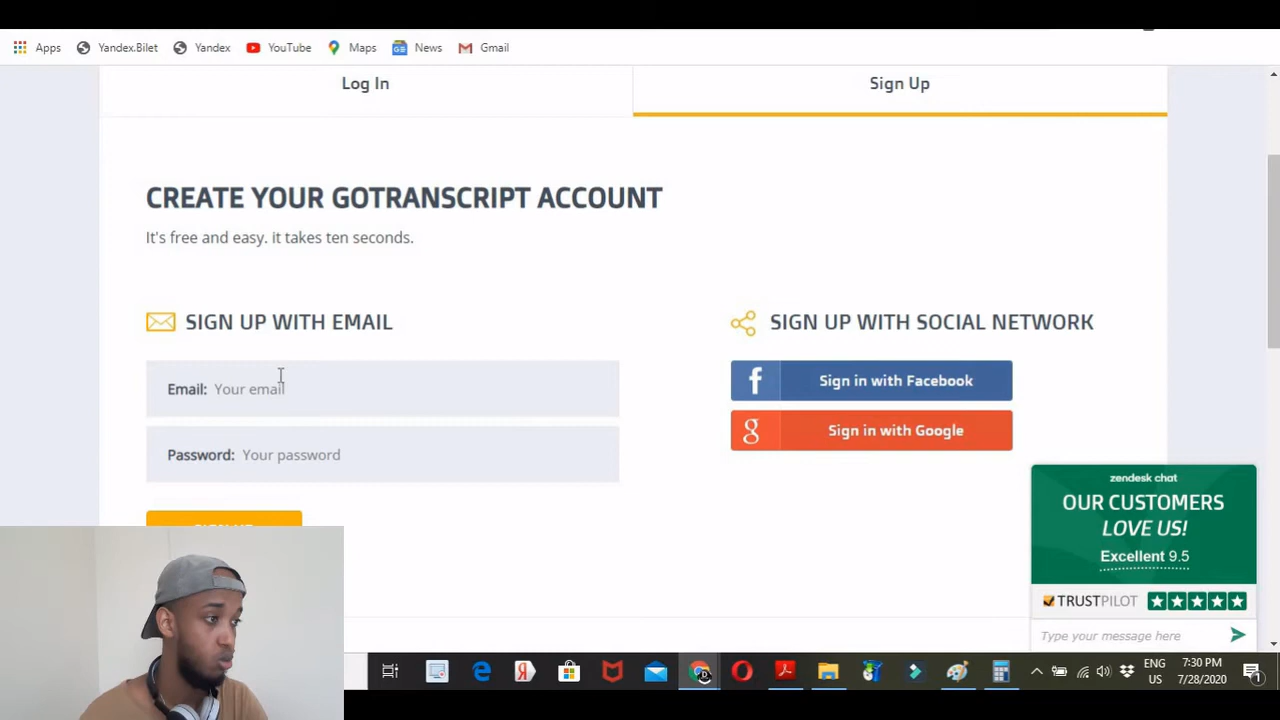 Apps Yandex.Bilet Yandex YouTube Maps News Gmail
Log In Sign Up
CREATE YOUR GOTRANSCRIPT ACCOUNT
It's free and easy. it takes ten seconds.
SIGN UP WITH EMAIL
Email: Your email
Password: Your password
SIGN UP WITH SOCIAL NETWORK
f Sign in with Facebook
g Sign in with Google
zendesk chat
OUR CUSTOMERS
LOVE US!
Excellent 9.5
TRUSTPILOT
Type your message here
ENG
US
7:30 PM
7/28/2020
1